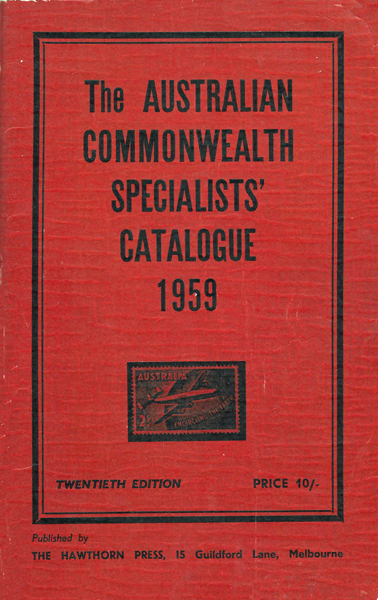 The AUSTRALIAN
COMMONWEALTH
SPECIALISTS'
CATALOGUE
1959
AUSTRALIA
TWENTIETH EDITION PRICE 10/-
Published by
THE HAWTHORN PRESS, 15 Guildford Lane, Melbourne